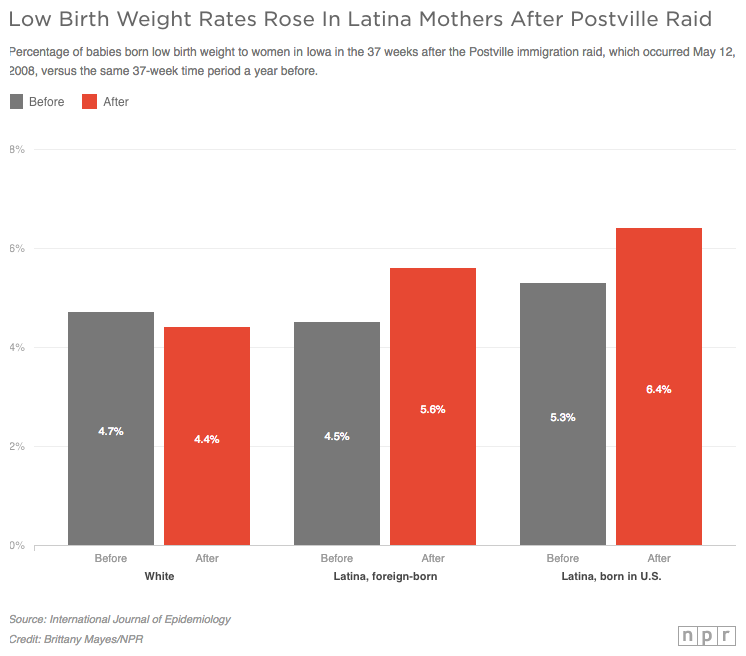 Low Birth Weight Rates Rose In Latina Mothers After Postville Raid
Percentage of babies born low birth weight to women in Iowa in the 37 weeks after the Postville immigration raid, which occurred May 12,
2008, versus the same 37-week time period a year before.
Before After
8%
6%
4%
2%
0%
4.7% 4.4% 4.5% 5.6% 5.3% 6.4%
Before After Before After Before After
White Latina, foreign-born Latina, born in U.S.
Source: International Journal of Epidemiology
Credit: Brittany Mayes/NPR
npr